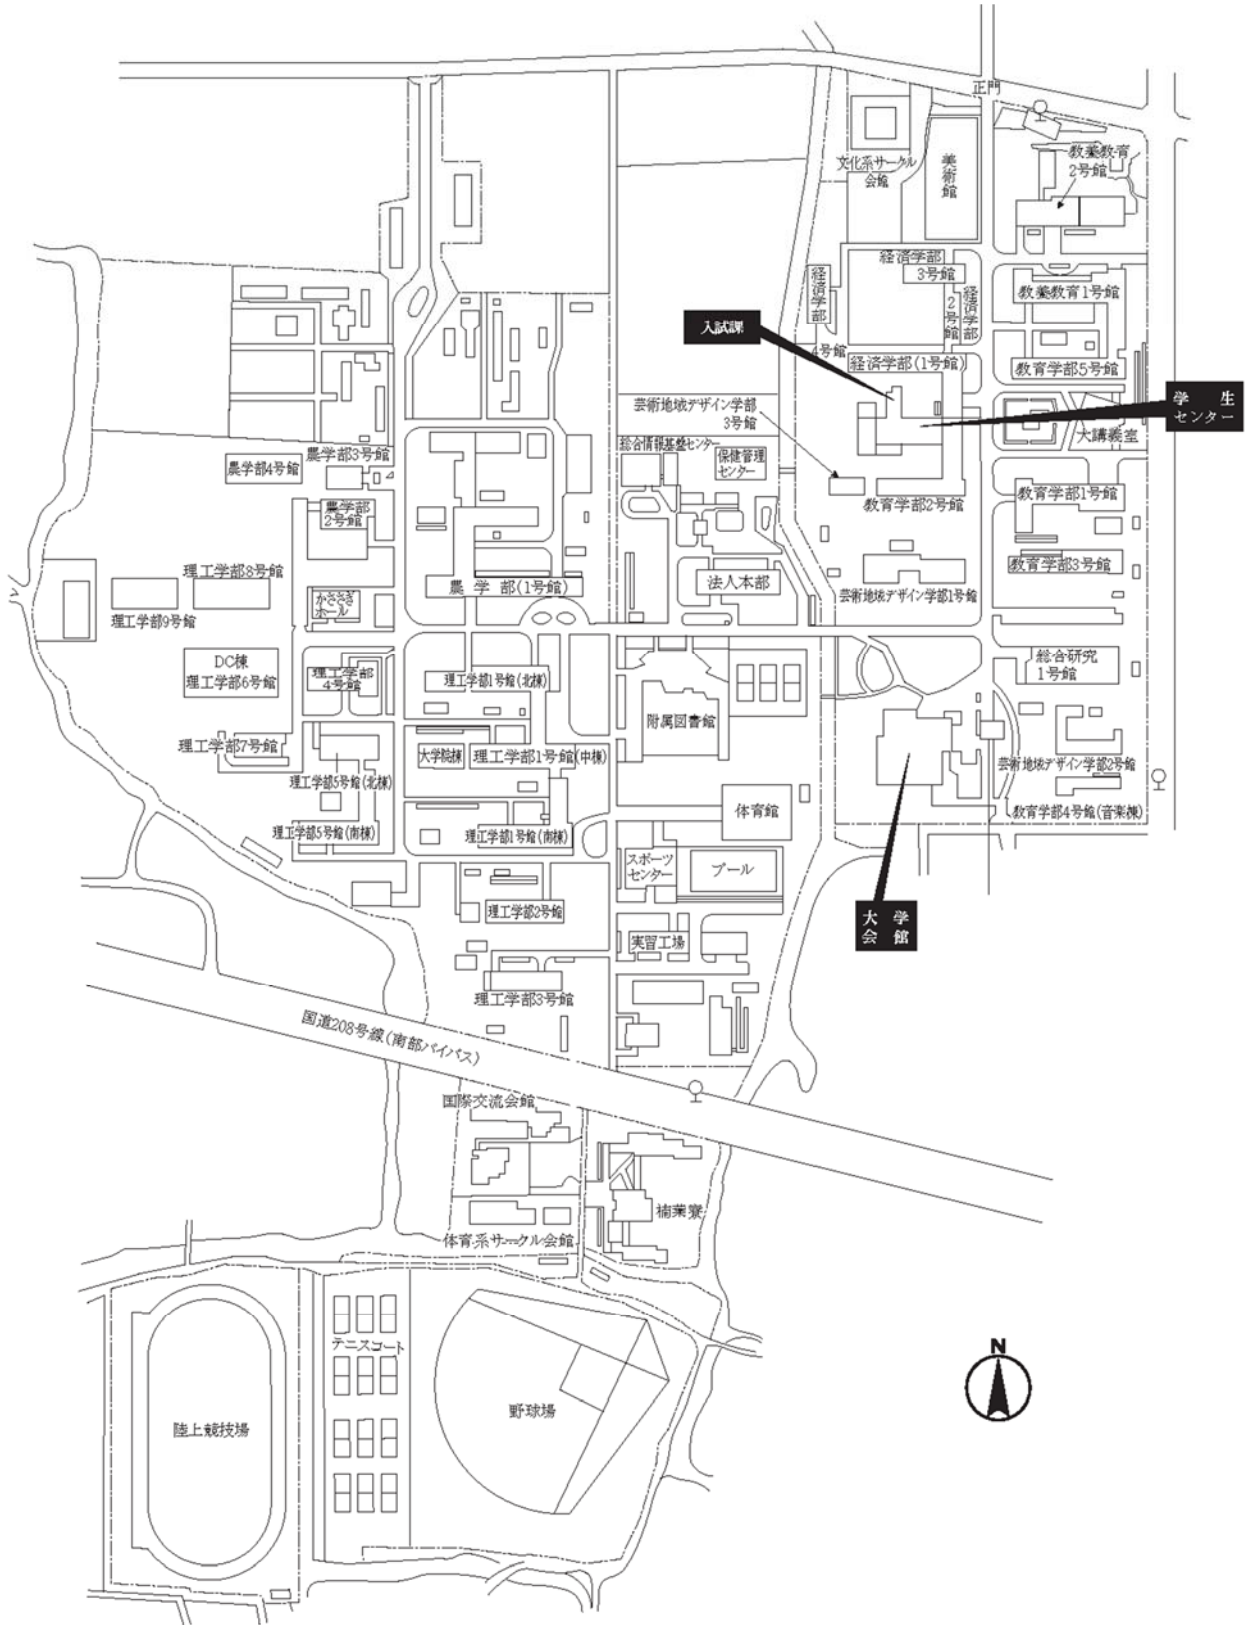 正門
教養教育
2号館
文化系サークル
会館
美術館
経済学部
3号館
経済学部
2号館
経済学部
4号館
教養教育1号館
入試課
経済学部(1号館)
教育学部5号館
学生
センター
芸術地域デザイン学部
3号館
大講義室
総合情報基盤センター
保健管理
センター
農学部3号館
農学部4号館
教育学部2号館
教育学部1号館
農学部
2号館
教育学部3号館
理工学部8号館
農学部(1号館)
法人本部
芸術地域デザイン学部1号館
かささぎ
ホール
理工学部9号館
DC棟
理工学部6号館
理工学部
4号館
理工学部1号館(北棟)
総合研究
1号館
附属図書館
理工学部7号館
大学院棟
理工学部1号館(中棟)
芸術地域デザイン学部2号館
理工学部5号館(北棟)
体育館
教育学部4号館(音楽棟)
理工学部5号館(南棟)
理工学部1号館(南棟)
スポーツ
センター
プール
理工学部2号館
大学
会館
実習工場
理工学部3号館
国道208号線(南部バイパス)
国際交流会館
楠葉寮
体育系サークル会館
テニスコート
N
野球場
陸上競技場